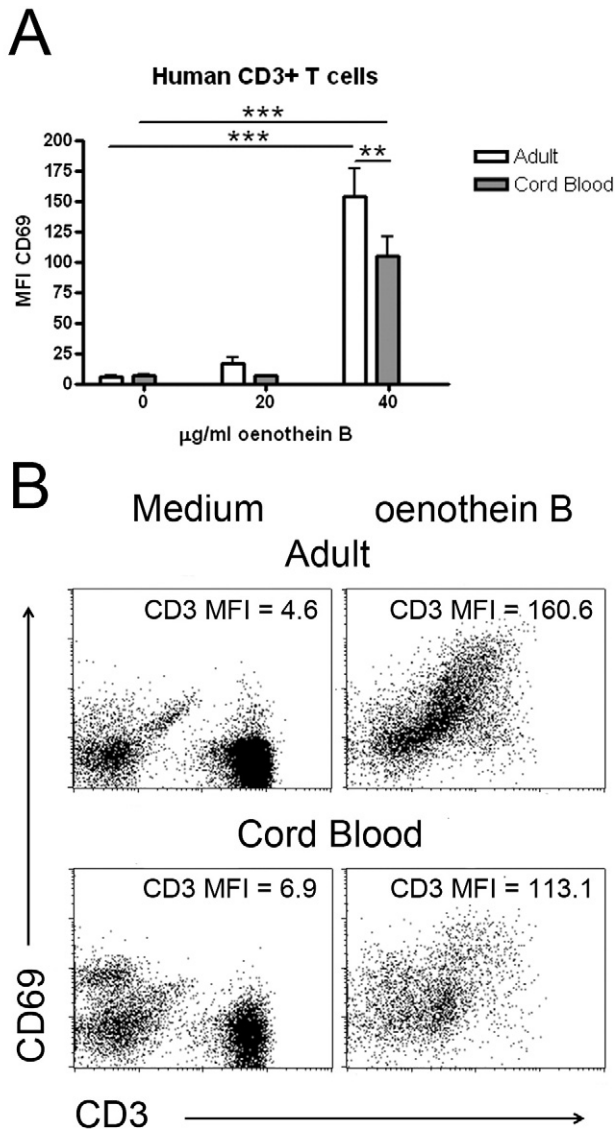 A
Human CD3+ T cells
***
***
**
200
175
150
125
100
75
50
25
0
MFI CD69
0 20 40
μg/ml oenothein B
Adult
Cord Blood
B
Medium oenothein B
Adult
CD3 MFI = 4.6 CD3 MFI = 160.6
Cord Blood
CD3 MFI = 6.9 CD3 MFI = 113.1
CD69
CD3